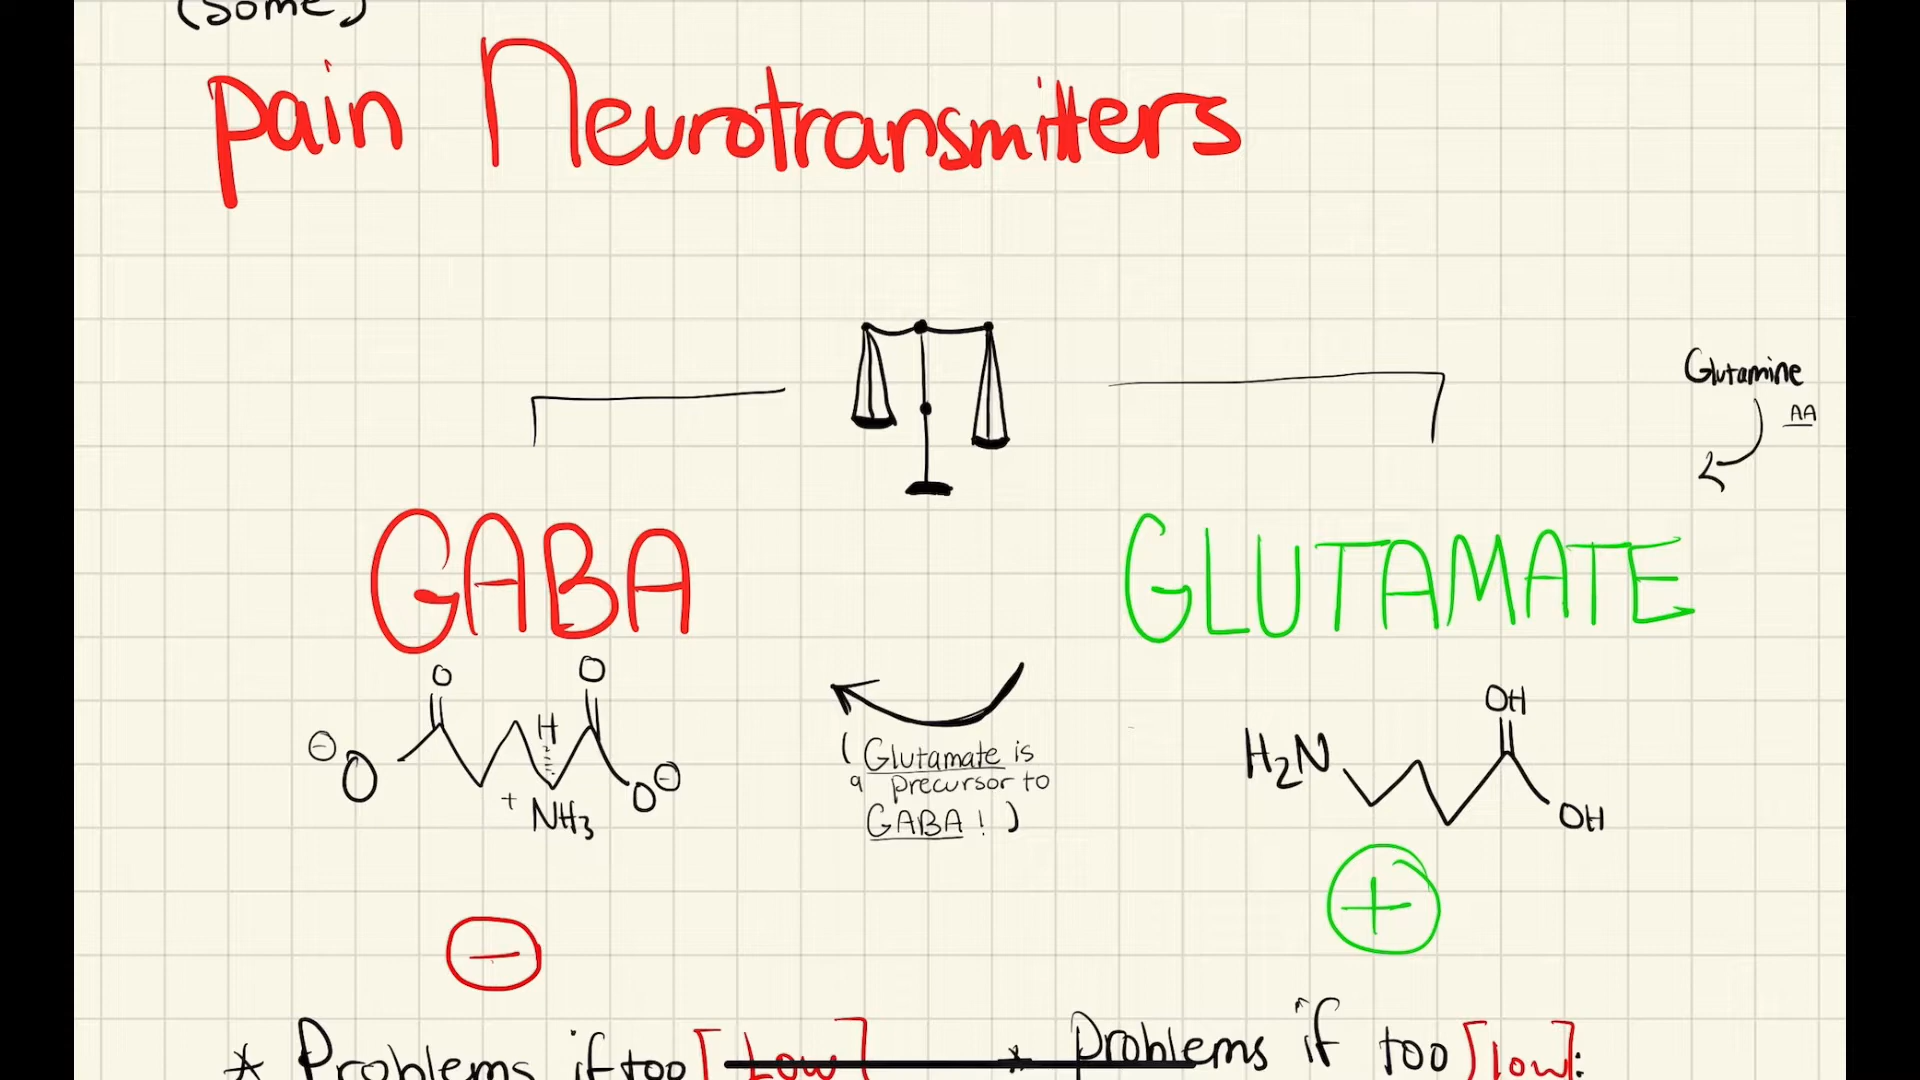 (Some)
Pain Neurotransmitters
Glutamine
AA
GABA
GLUTAMATE
O
O
H
⊖
O
+
NH3
O⊖
(Glutamate is
a precursor to
GABA!)
OH
H2N
OH
⊖
⊕
* Problems if too [Low]
* Problems if too [low]: